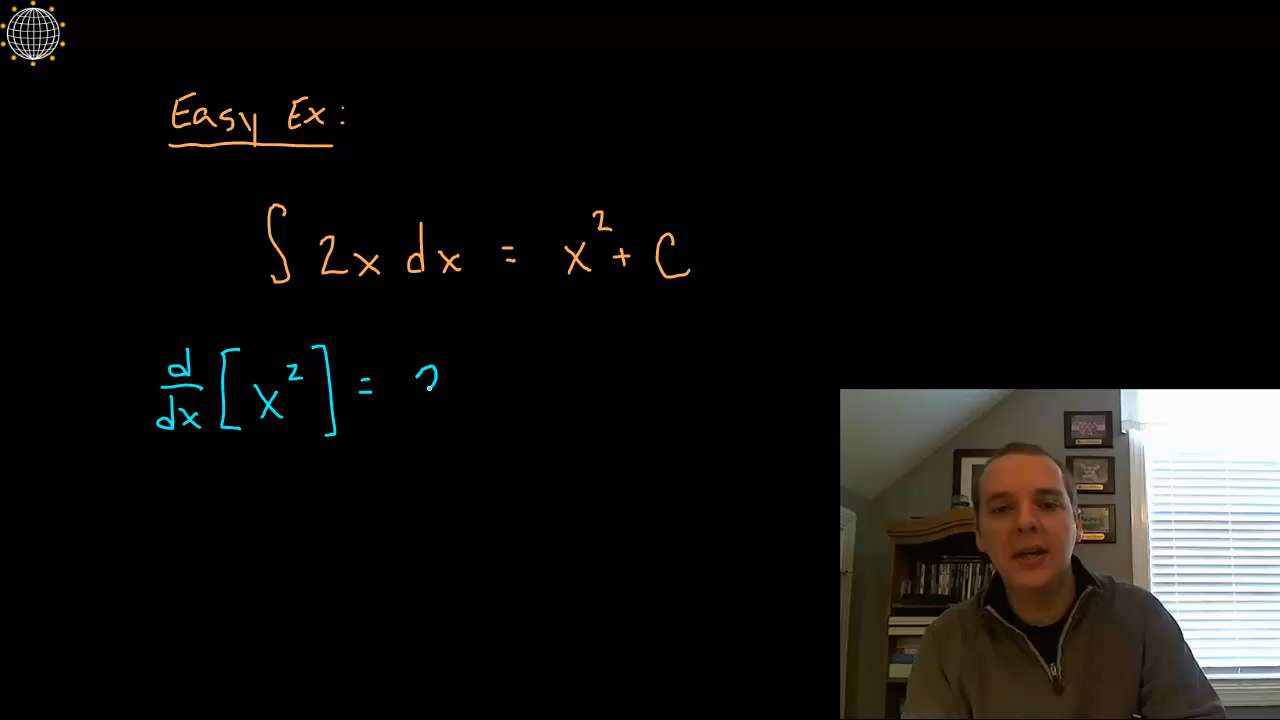 Easy Ex:
∫ 2x dx = x² + C
d/dx [x²] =